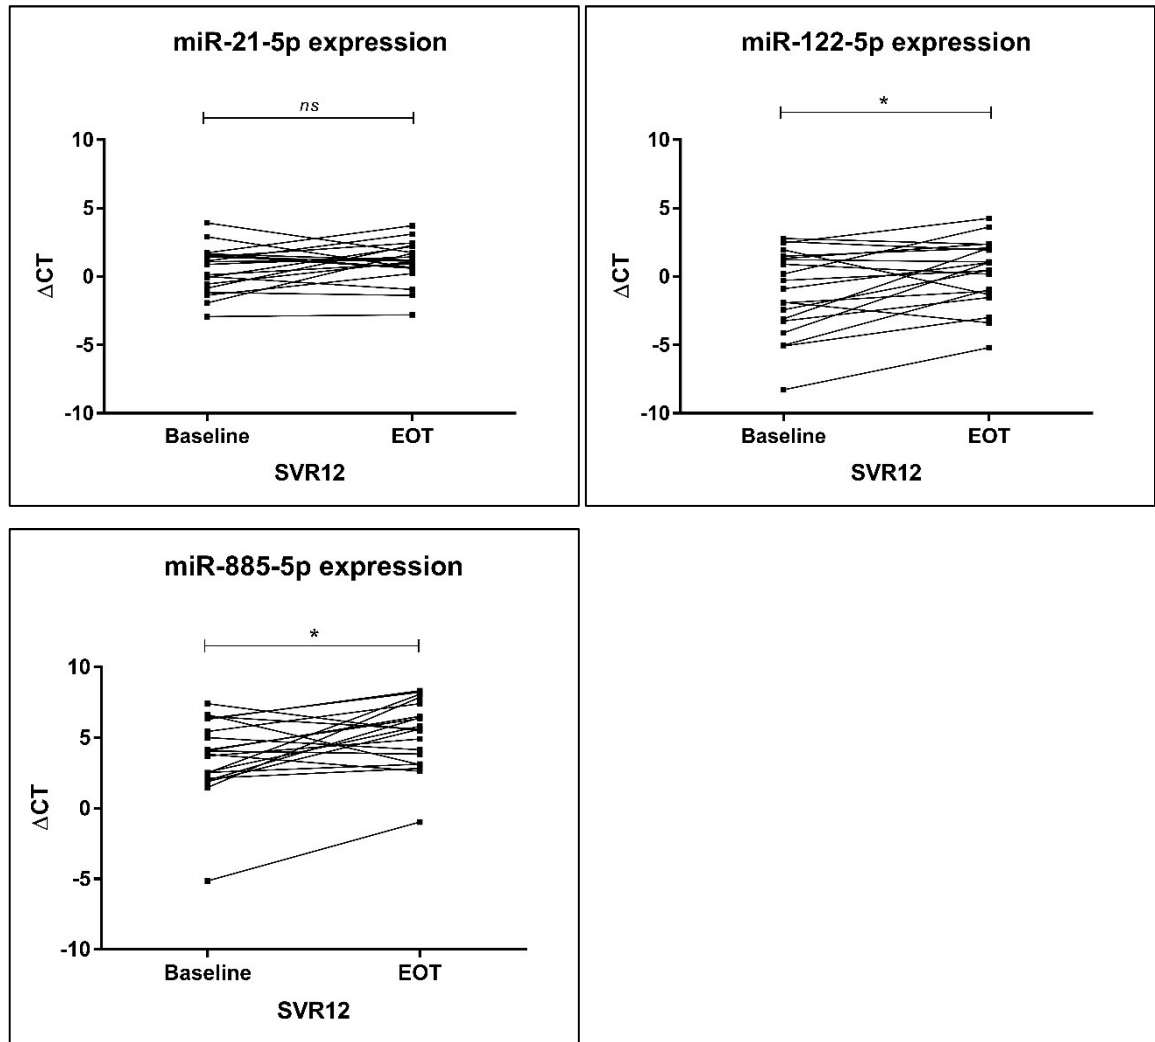 miR-21-5p expression
ns
10
5
0
-5
-10
ΔCT
Baseline EOT
SVR12
miR-122-5p expression
*
10
5
0
-5
-10
ΔCT
Baseline EOT
SVR12
miR-885-5p expression
*
10
5
0
-5
-10
ΔCT
Baseline EOT
SVR12